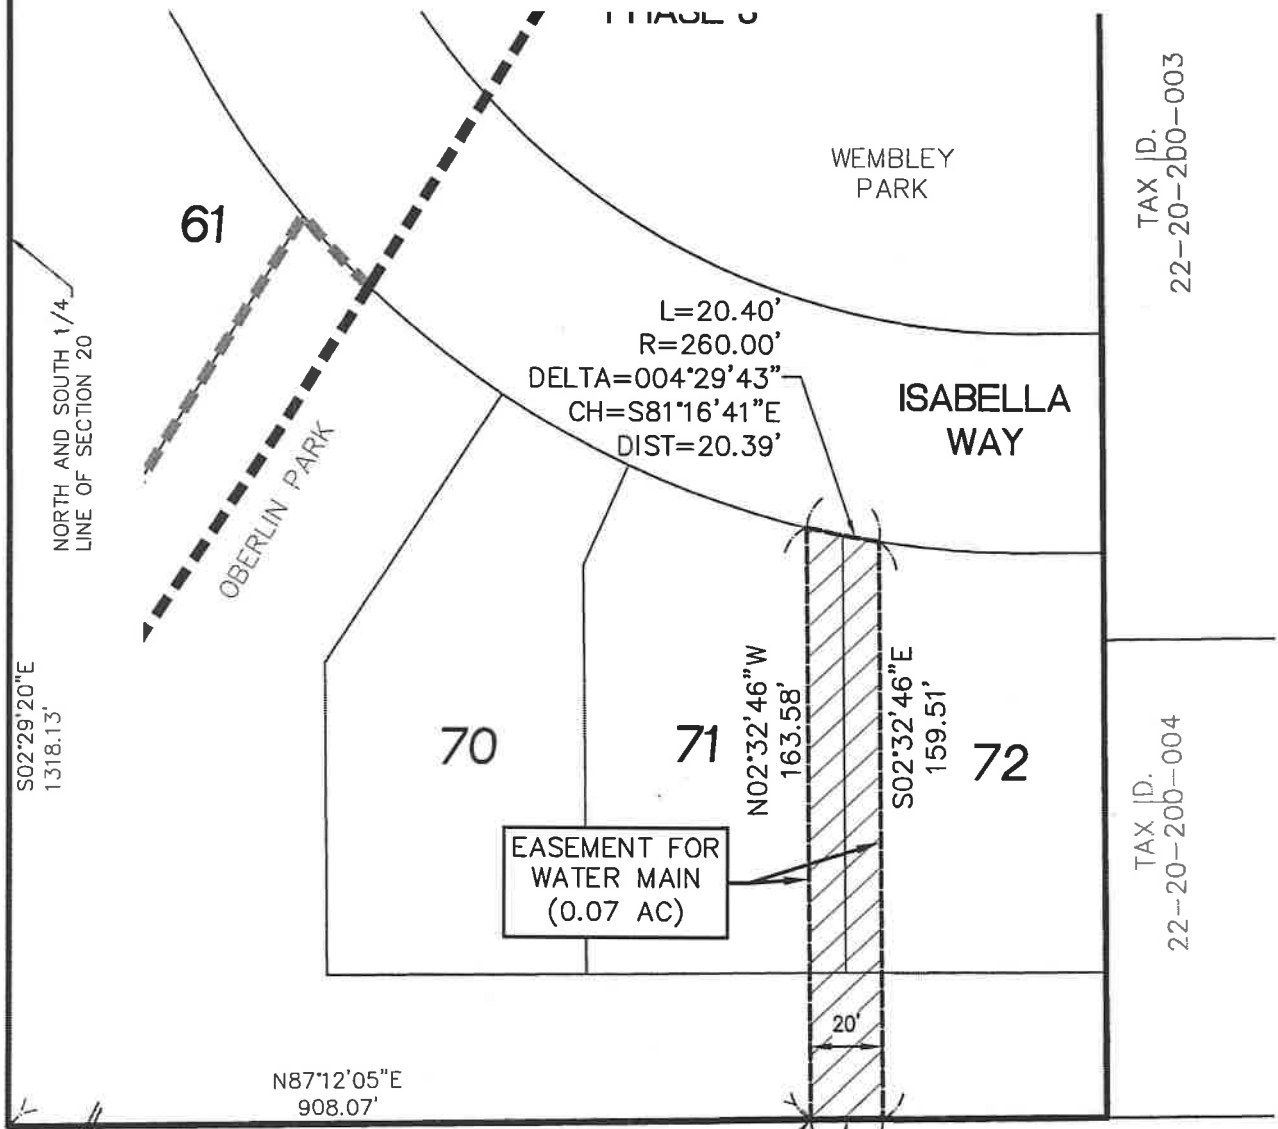 PHASE 3
WEMBLEY
PARK
TAX ID.
22-20-200-003
61
NORTH AND SOUTH 1/4
LINE OF SECTION 20
L=20.40'
R=260.00'
DELTA=004°29'43"
CH=S81°16'41"E
DIST=20.39'
ISABELLA
WAY
OBERLIN PARK
S02°29'20"E
1318.13'
70
71
N02°32'46"W
163.58'
S02°32'46"E
159.51'
72
TAX ID.
22-20-200-004
EASEMENT FOR
WATER MAIN
(0.07 AC)
20'
N87°12'05"E
908.07'